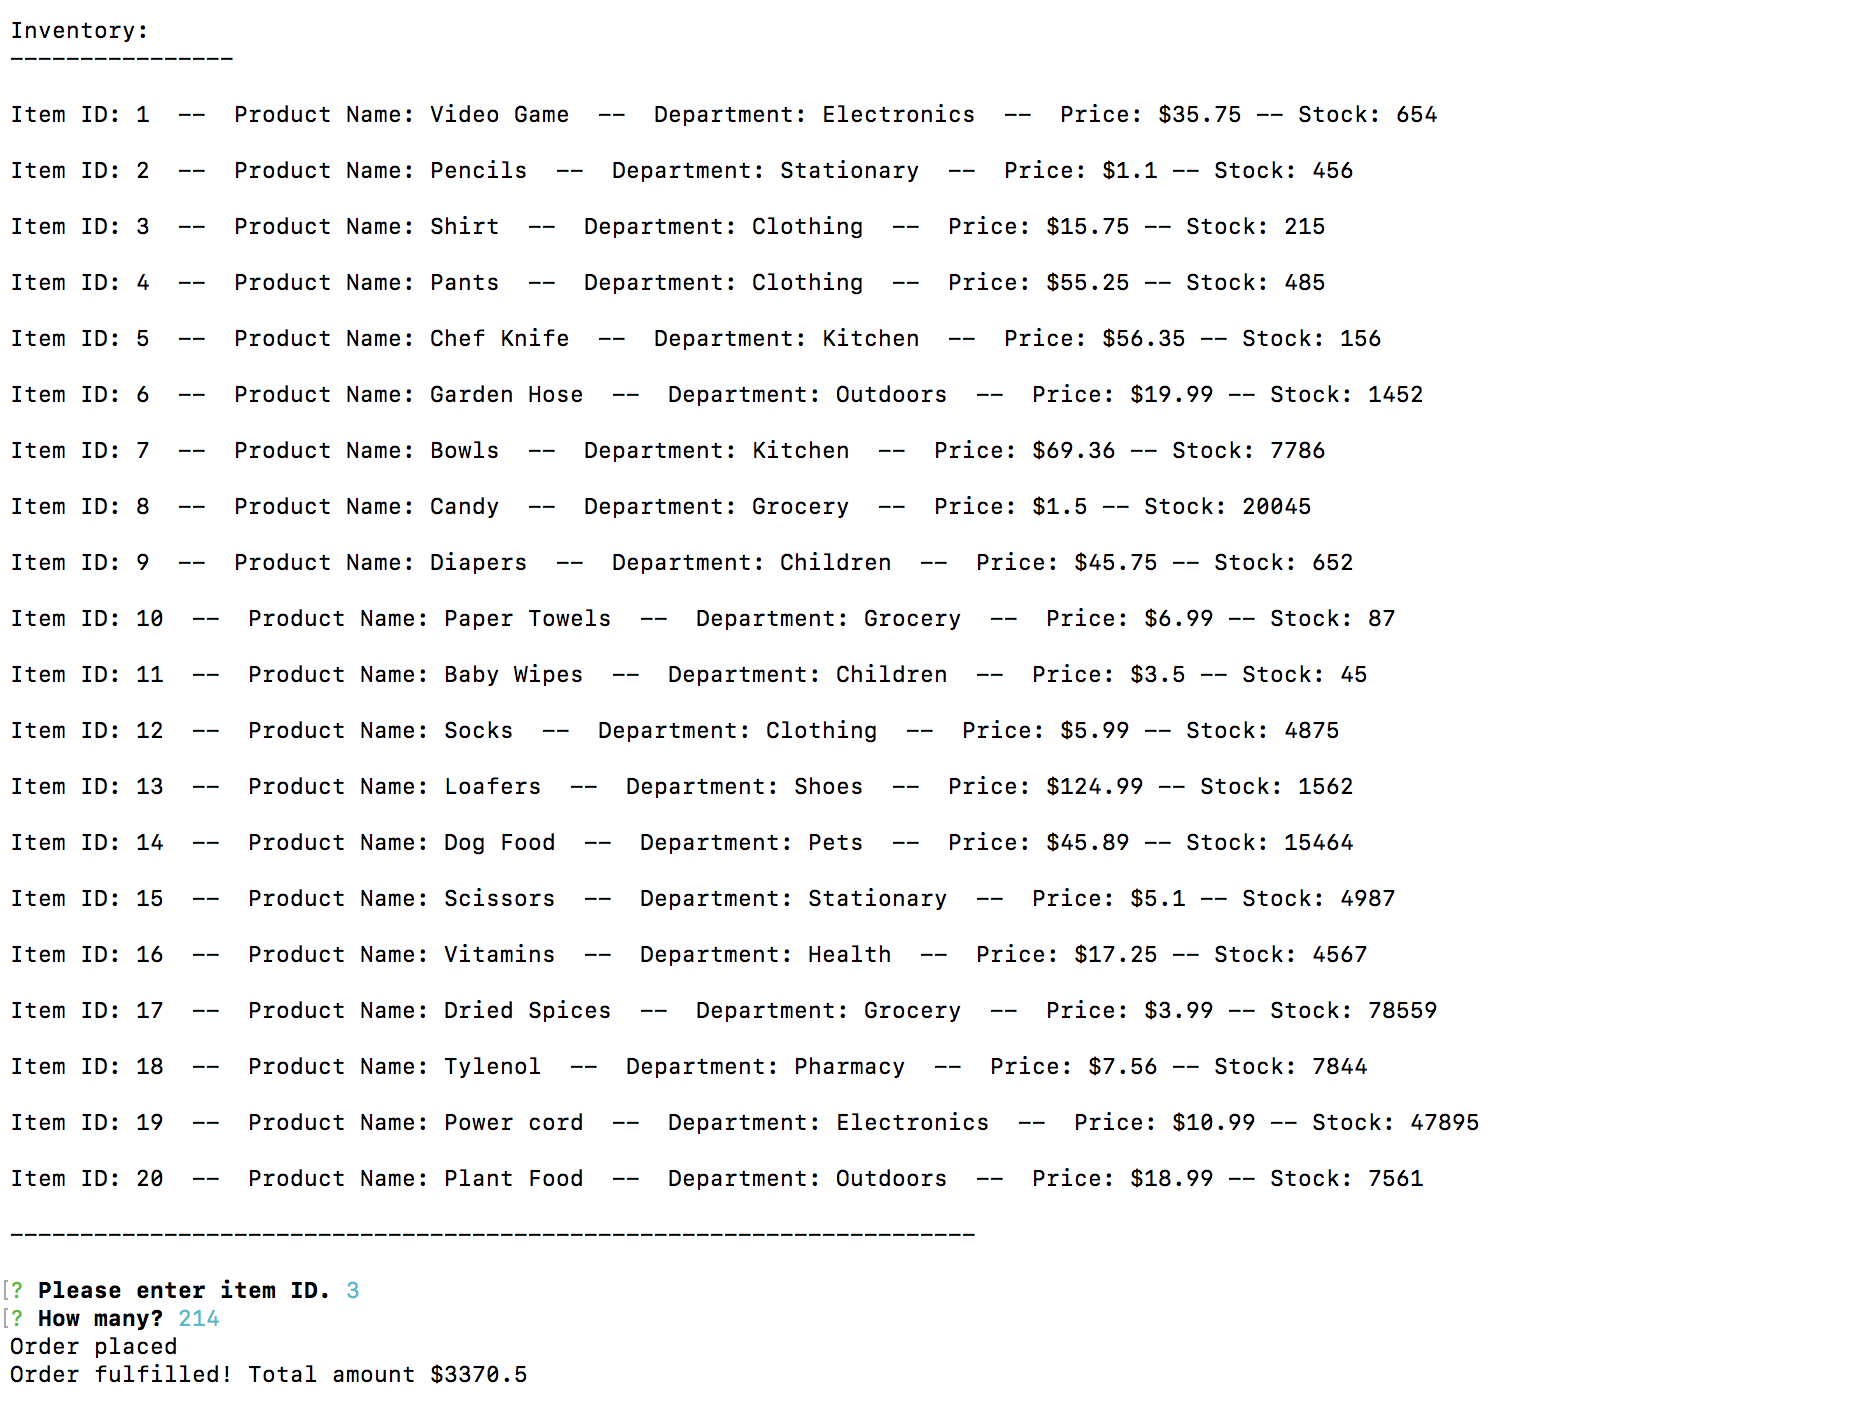 Inventory:
----------------
Item ID: 1  --  Product Name: Video Game  --  Department: Electronics  --  Price: $35.75 -- Stock: 654
Item ID: 2  --  Product Name: Pencils  --  Department: Stationary  --  Price: $1.1 -- Stock: 456
Item ID: 3  --  Product Name: Shirt  --  Department: Clothing  --  Price: $15.75 -- Stock: 215
Item ID: 4  --  Product Name: Pants  --  Department: Clothing  --  Price: $55.25 -- Stock: 485
Item ID: 5  --  Product Name: Chef Knife  --  Department: Kitchen  --  Price: $56.35 -- Stock: 156
Item ID: 6  --  Product Name: Garden Hose  --  Department: Outdoors  --  Price: $19.99 -- Stock: 1452
Item ID: 7  --  Product Name: Bowls  --  Department: Kitchen  --  Price: $69.36 -- Stock: 7786
Item ID: 8  --  Product Name: Candy  --  Department: Grocery  --  Price: $1.5 -- Stock: 20045
Item ID: 9  --  Product Name: Diapers  --  Department: Children  --  Price: $45.75 -- Stock: 652
Item ID: 10  --  Product Name: Paper Towels  --  Department: Grocery  --  Price: $6.99 -- Stock: 87
Item ID: 11  --  Product Name: Baby Wipes  --  Department: Children  --  Price: $3.5 -- Stock: 45
Item ID: 12  --  Product Name: Socks  --  Department: Clothing  --  Price: $5.99 -- Stock: 4875
Item ID: 13  --  Product Name: Loafers  --  Department: Shoes  --  Price: $124.99 -- Stock: 1562
Item ID: 14  --  Product Name: Dog Food  --  Department: Pets  --  Price: $45.89 -- Stock: 15464
Item ID: 15  --  Product Name: Scissors  --  Department: Stationary  --  Price: $5.1 -- Stock: 4987
Item ID: 16  --  Product Name: Vitamins  --  Department: Health  --  Price: $17.25 -- Stock: 4567
Item ID: 17  --  Product Name: Dried Spices  --  Department: Grocery  --  Price: $3.99 -- Stock: 78559
Item ID: 18  --  Product Name: Tylenol  --  Department: Pharmacy  --  Price: $7.56 -- Stock: 7844
Item ID: 19  --  Product Name: Power cord  --  Department: Electronics  --  Price: $10.99 -- Stock: 47895
Item ID: 20  --  Product Name: Plant Food  --  Department: Outdoors  --  Price: $18.99 -- Stock: 7561
---------------------------------------------------------------------
[? Please enter item ID. 3
[? How many? 214
Order placed
Order fulfilled! Total amount $3370.5